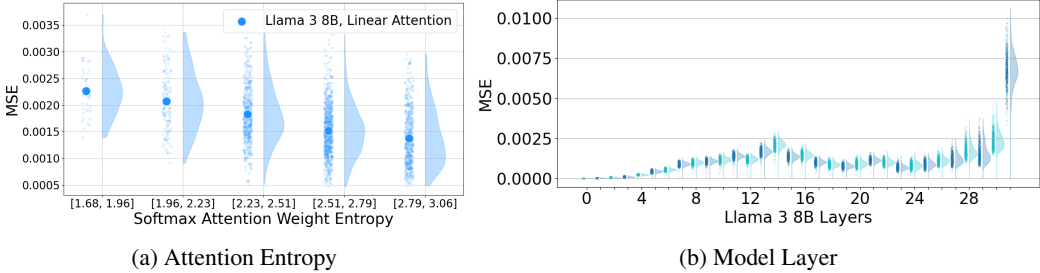 MSE
0.0035
0.0030
0.0025
0.0020
0.0015
0.0010
0.0005
Llama 3 8B, Linear Attention
[1.68, 1.96] [1.96, 2.23] [2.23, 2.51] [2.51, 2.79] [2.79, 3.06]
Softmax Attention Weight Entropy
(a) Attention Entropy
MSE
0.0100
0.0075
0.0050
0.0025
0.0000
0 4 8 12 16 20 24 28
Llama 3 8B Layers
(b) Model Layer